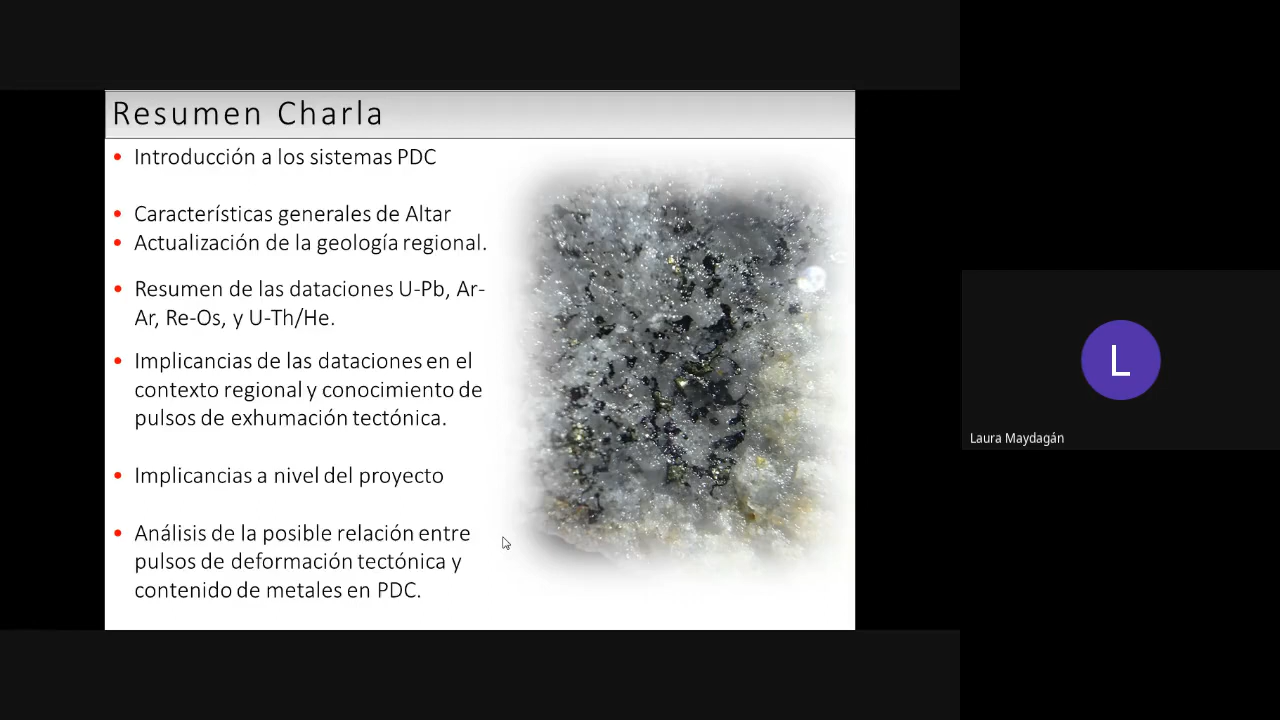 Resumen Charla
• Introducción a los sistemas PDC
• Características generales de Altar
• Actualización de la geología regional.
• Resumen de las dataciones U-Pb, Ar-
Ar, Re-Os, y U-Th/He.
• Implicancias de las dataciones en el
contexto regional y conocimiento de
pulsos de exhumación tectónica.
• Implicancias a nivel del proyecto
• Análisis de la posible relación entre
pulsos de deformación tectónica y
contenido de metales en PDC.
L
Laura Maydagán